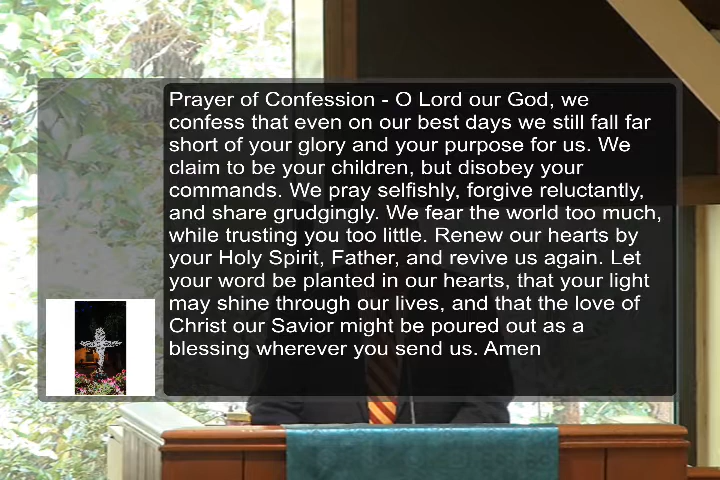 Prayer of Confession - O Lord our God, we
confess that even on our best days we still fall far
short of your glory and your purpose for us. We
claim to be your children, but disobey your
commands. We pray selfishly, forgive reluctantly,
and share grudgingly. We fear the world too much,
while trusting you too little. Renew our hearts by
your Holy Spirit, Father, and revive us again. Let
your word be planted in our hearts, that your light
may shine through our lives, and that the love of
Christ our Savior might be poured out as a
blessing wherever you send us. Amen